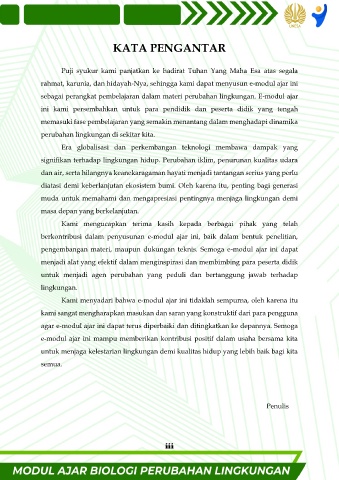 UNESA
KATA PENGANTAR
Puji syukur kami panjatkan ke hadirat Tuhan Yang Maha Esa atas segala
rahmat, karunia, dan hidayah-Nya, sehingga kami dapat menyusun e-modul ajar ini
sebagai perangkat pembelajaran dalam materi perubahan lingkungan. E-modul ajar
ini kami persembahkan untuk para pendidik dan peserta didik yang tengah
memasuki fase pembelajaran yang semakin menantang dalam menghadapi dinamika
perubahan lingkungan di sekitar kita.
Era globalisasi dan perkembangan teknologi membawa dampak yang
signifikan terhadap lingkungan hidup. Perubahan iklim, penurunan kualitas udara
dan air, serta hilangnya keanekaragaman hayati menjadi tantangan serius yang perlu
diatasi demi keberlanjutan ekosistem bumi. Oleh karena itu, penting bagi generasi
muda untuk memahami dan mengapresiasi pentingnya menjaga lingkungan demi
masa depan yang berkelanjutan.
Kami mengucapkan terima kasih kepada berbagai pihak yang telah
berkontribusi dalam penyusunan e-modul ajar ini, baik dalam bentuk penelitian,
pengembangan materi, maupun dukungan teknis. Semoga e-modul ajar ini dapat
menjadi alat yang efektif dalam menginspirasi dan membimbing para peserta didik
untuk menjadi agen perubahan yang peduli dan bertanggung jawab terhadap
lingkungan.
Kami menyadari bahwa e-modul ajar ini tidaklah sempurna, oleh karena itu
kami sangat mengharapkan masukan dan saran yang konstruktif dari para pengguna
agar e-modul ajar ini dapat terus diperbaiki dan ditingkatkan ke depannya. Semoga
e-modul ajar ini mampu memberikan kontribusi positif dalam usaha bersama kita
untuk menjaga kelestarian lingkungan demi kualitas hidup yang lebih baik bagi kita
semua.
Penulis
iii
MODUL AJAR BIOLOGI PERUBAHAN LINGKUNGAN